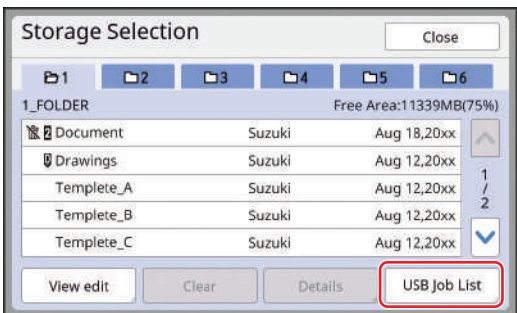 Storage Selection
Close
1 2 3 4 5 6
1_FOLDER Free Area:11339MB(75%)
2 Document Suzuki Aug 18,20xx
Drawings Suzuki Aug 12,20xx
Templete_A Suzuki Aug 12,20xx
Templete_B Suzuki Aug 12,20xx
Templete_C Suzuki Aug 12,20xx
1
/
2
View edit Clear Details USB Job List